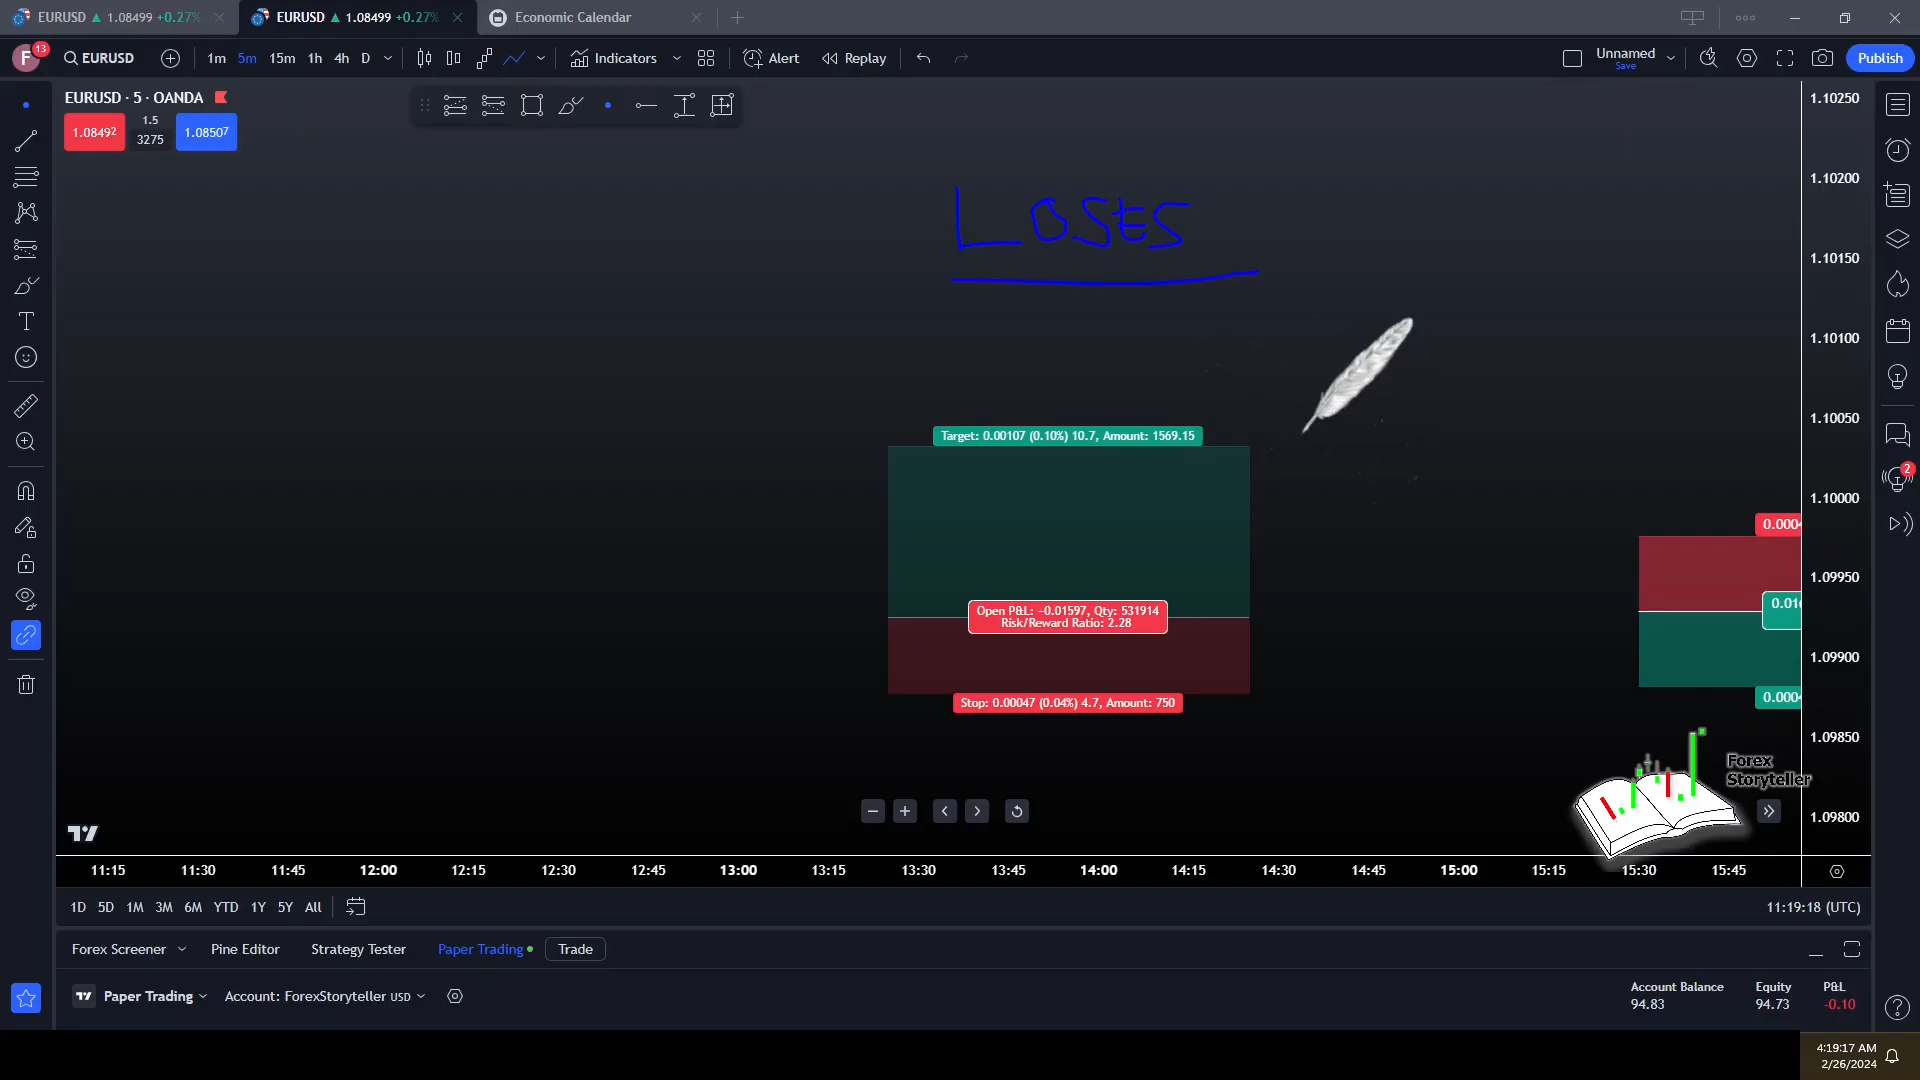 EURUSD 1.08499 +0.27%
EURUSD 1.08499 +0.27%
Economic Calendar
F 13
EURUSD
1m 5m 15m 1h 4h D
Indicators
Alert
Replay
Unnamed
Save
Publish
EURUSD · 5 · OANDA
1.08492
1.5
3275
1.08507
LOSES
Target: 0.00107 (0.10%) 10.7, Amount: 1569.15
Open P&L: −0.01597, Qty: 531914
Risk/Reward Ratio: 2.28
Stop: 0.00047 (0.04%) 4.7, Amount: 750
1.10250
1.10200
1.10150
1.10100
1.10050
1.10000
1.09950
1.09900
1.09850
1.09800
2
Forex
Storyteller
11:15 11:30 11:45 12:00 12:15 12:30 12:45 13:00 13:15 13:30 13:45 14:00 14:15 14:30 14:45 15:00 15:15 15:30 15:45
1D 5D 1M 3M 6M YTD 1Y 5Y All
11:19:18 (UTC)
Forex Screener Pine Editor Strategy Tester Paper Trading Trade
Paper Trading Account: ForexStoryteller USD
Account Balance Equity P&L
94.83 94.73 -0.10
4:19:17 AM
2/26/2024